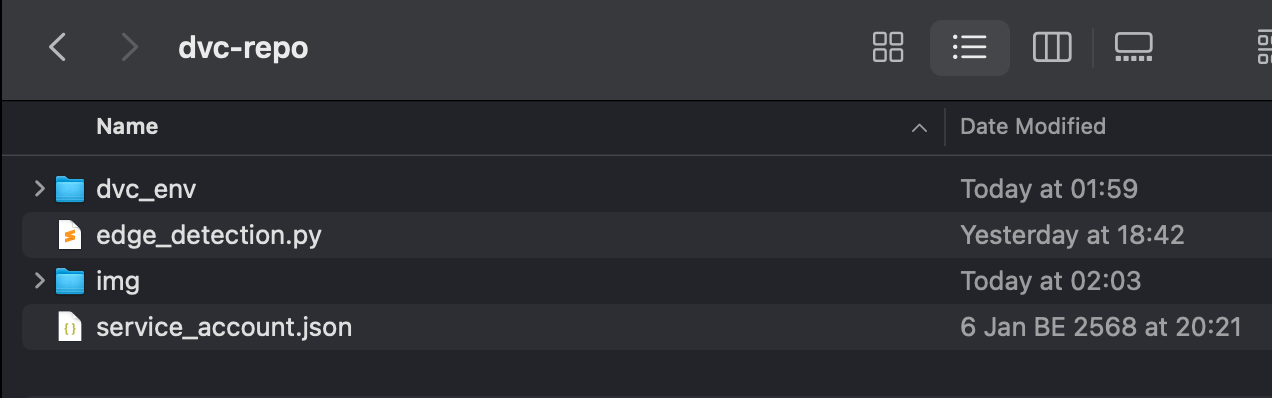 dvc-repo
Name Date Modified
dvc_env Today at 01:59
edge_detection.py Yesterday at 18:42
img Today at 02:03
service_account.json 6 Jan BE 2568 at 20:21